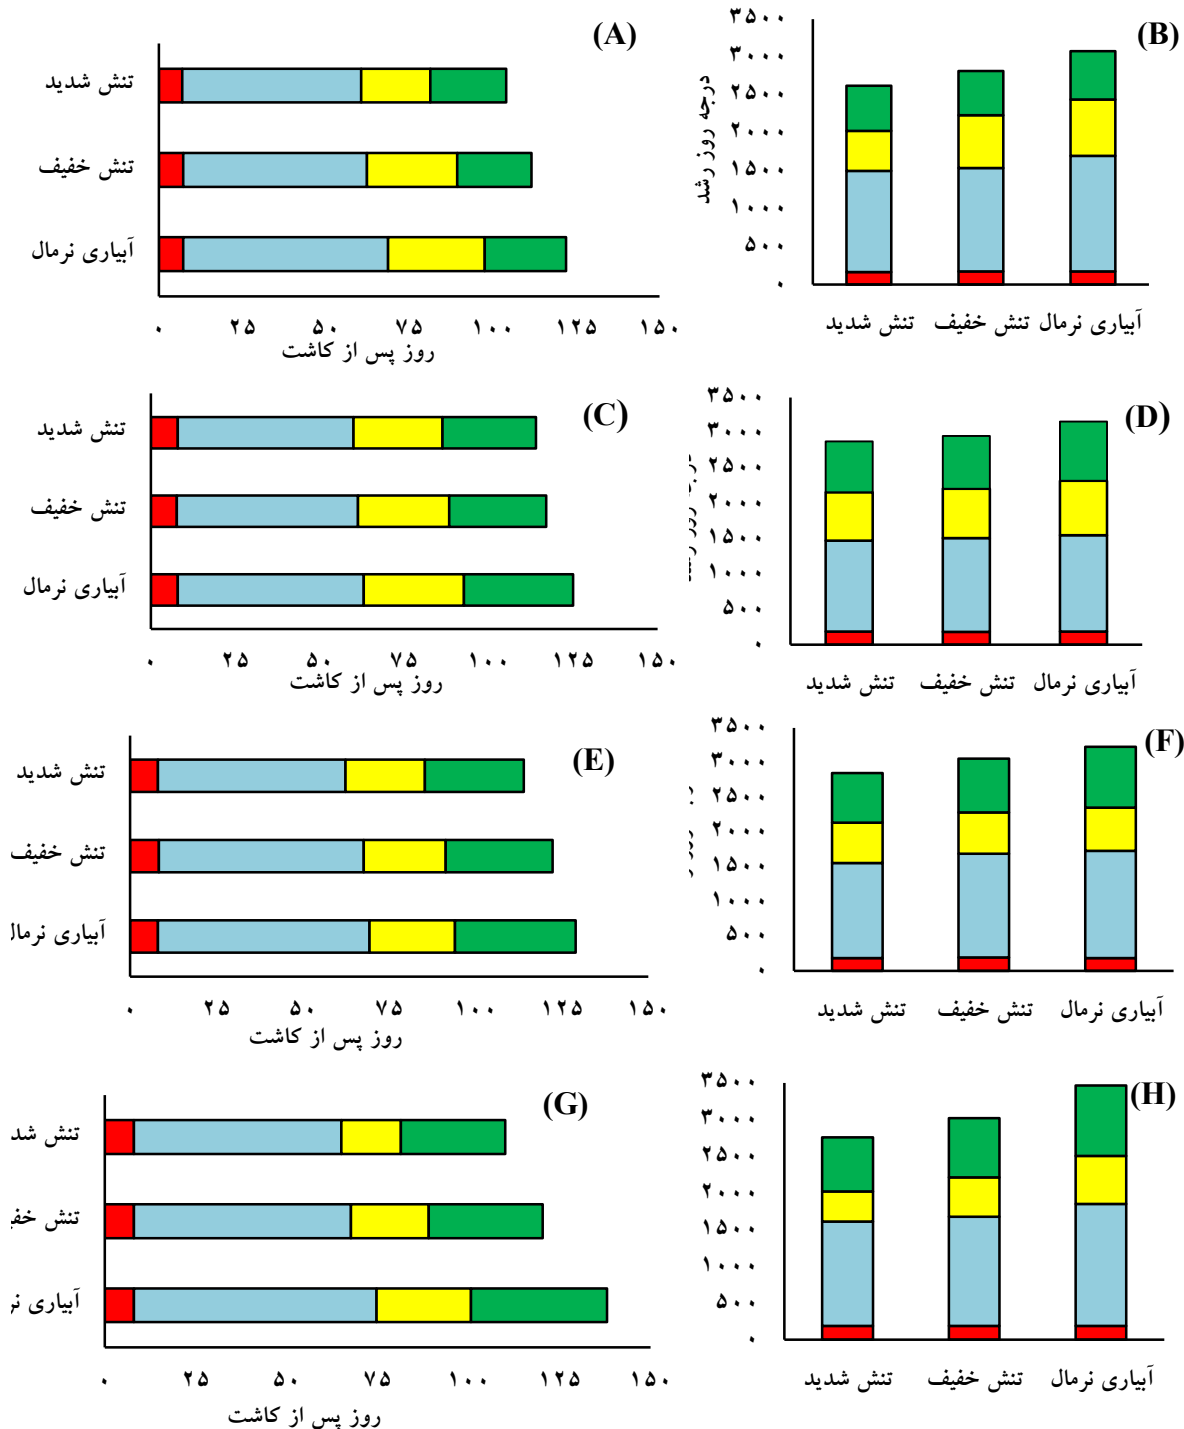 (A)
تنش شدید
تنش خفیف
آبیاری نرمال
۰ ۲۵ ۵۰ ۷۵ ۱۰۰ ۱۲۵ ۱۵۰
روز پس از کاشت
(B)
درجه روز رشد
۳۵۰۰
۳۰۰۰
۲۵۰۰
۲۰۰۰
۱۵۰۰
۱۰۰۰
۵۰۰
۰
تنش شدید تنش خفیف آبیاری نرمال
(C)
تنش شدید
تنش خفیف
آبیاری نرمال
۰ ۲۵ ۵۰ ۷۵ ۱۰۰ ۱۲۵ ۱۵۰
روز پس از کاشت
(D)
۳۵۰۰
۳۰۰۰
۲۵۰۰
۲۰۰۰
۱۵۰۰
۱۰۰۰
۵۰۰
۰
تنش شدید تنش خفیف آبیاری نرمال
(E)
تنش شدید
تنش خفیف
آبیاری نرمال
۰ ۲۵ ۵۰ ۷۵ ۱۰۰ ۱۲۵ ۱۵۰
روز پس از کاشت
(F)
۳۵۰۰
۳۰۰۰
۲۵۰۰
۲۰۰۰
۱۵۰۰
۱۰۰۰
۵۰۰
۰
تنش شدید تنش خفیف آبیاری نرمال
(G)
تنش شد
تنش خفی
آبیاری نر
۰ ۲۵ ۵۰ ۷۵ ۱۰۰ ۱۲۵ ۱۵۰
روز پس از کاشت
(H)
۳۵۰۰
۳۰۰۰
۲۵۰۰
۲۰۰۰
۱۵۰۰
۱۰۰۰
۵۰۰
۰
تنش شدید تنش خفیف آبیاری نرمال